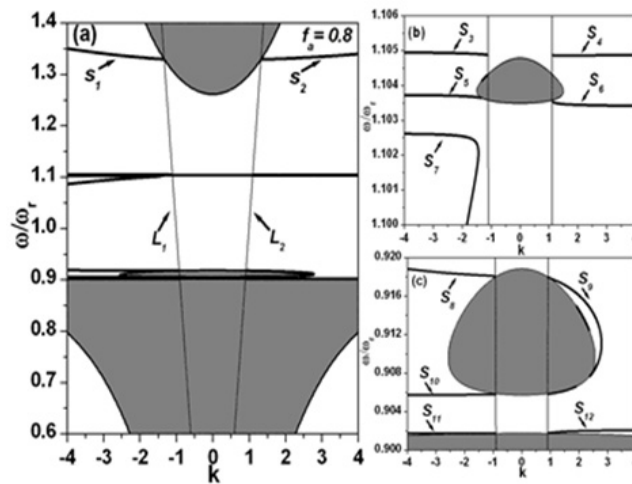 (a)
f_a = 0.8
S_1
S_2
L_1
L_2
ω/ω_r
1.4
1.3
1.2
1.1
1.0
0.9
0.8
0.7
0.6
-4 -3 -2 -1 0 1 2 3 4
k
(b)
S_3
S_4
S_5
S_6
S_7
ω/ω_r
1.106
1.105
1.104
1.103
1.102
1.101
1.100
-4 -3 -2 -1 0 1 2 3 4
k
(c)
S_8
S_9
S_10
S_11
S_12
ω/ω_r
0.920
0.916
0.912
0.908
0.904
0.900
-4 -3 -2 -1 0 1 2 3 4
k